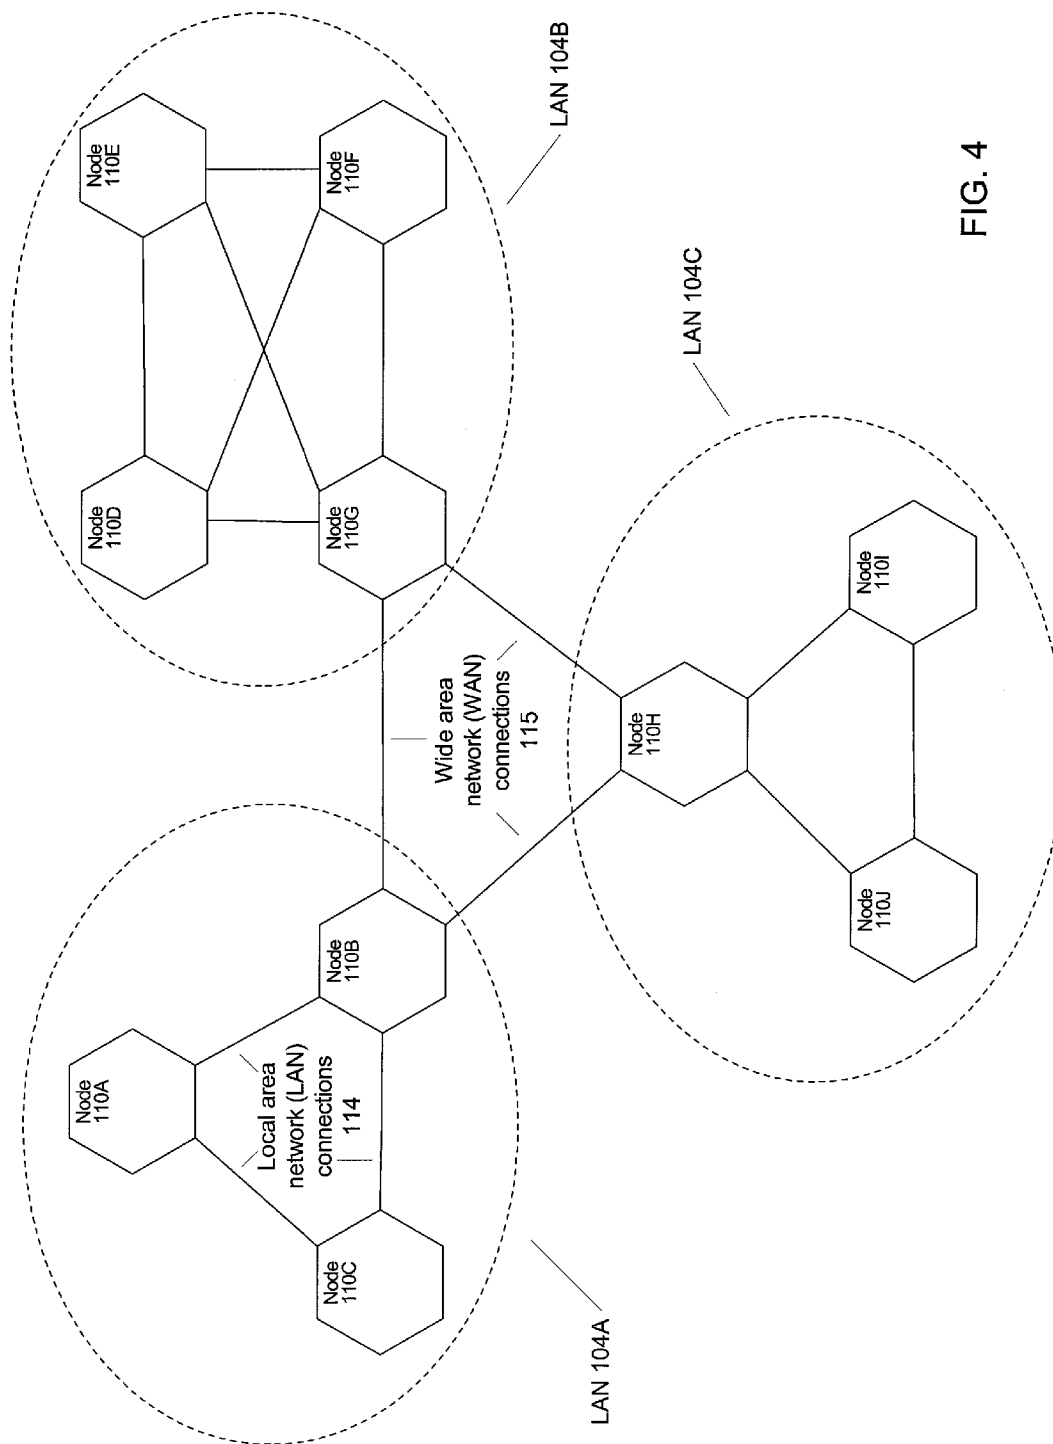 Node
110A
Node
110C
Node
110B
Local area
network (LAN)
connections
114
LAN 104A
Node
110D
Node
110E
Node
110G
Node
110F
LAN 104B
Wide area
network (WAN)
connections
115
Node
110H
Node
110J
Node
110I
LAN 104C
FIG. 4